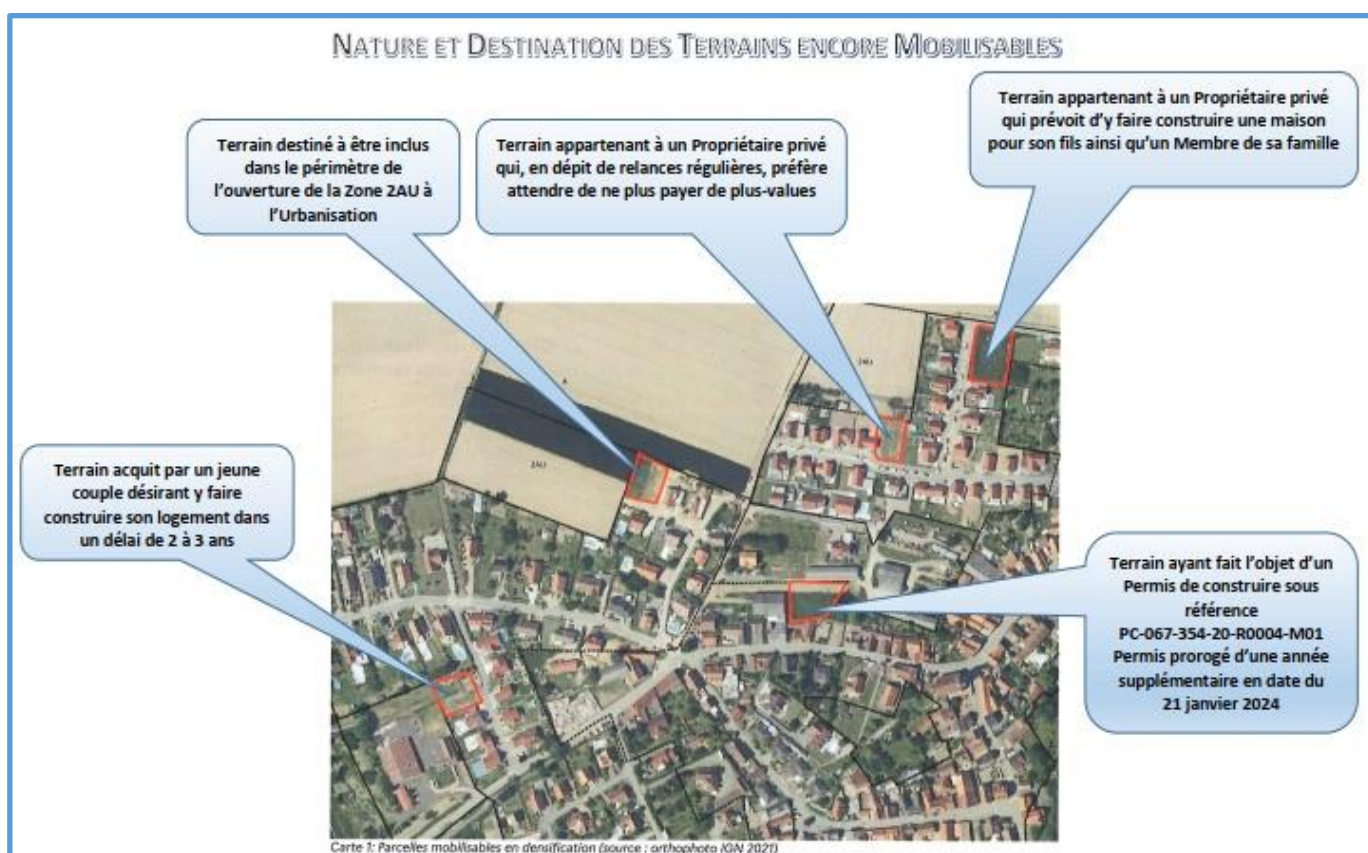 NATURE ET DESTINATION DES TERRAINS ENCORE MOBILISABLES
Terrain destiné à être inclus
dans le périmètre de
l'ouverture de la Zone 2AU à
l'Urbanisation
Terrain appartenant à un Propriétaire privé
qui, en dépit de relances régulières, préfère
attendre de ne plus payer de plus-values
Terrain appartenant à un Propriétaire privé
qui prévoit d'y faire construire une maison
pour son fils ainsi qu'un Membre de sa famille
Terrain acquit par un jeune
couple désirant y faire
construire son logement dans
un délai de 2 à 3 ans
Terrain ayant fait l'objet d'un
Permis de construire sous
référence
PC-067-354-20-R0004-M01
Permis prorogé d'une année
supplémentaire en date du
21 janvier 2024
2AU
Carte 1: Parcelles mobilisables en densification (source : orthophoto IGN 2021)